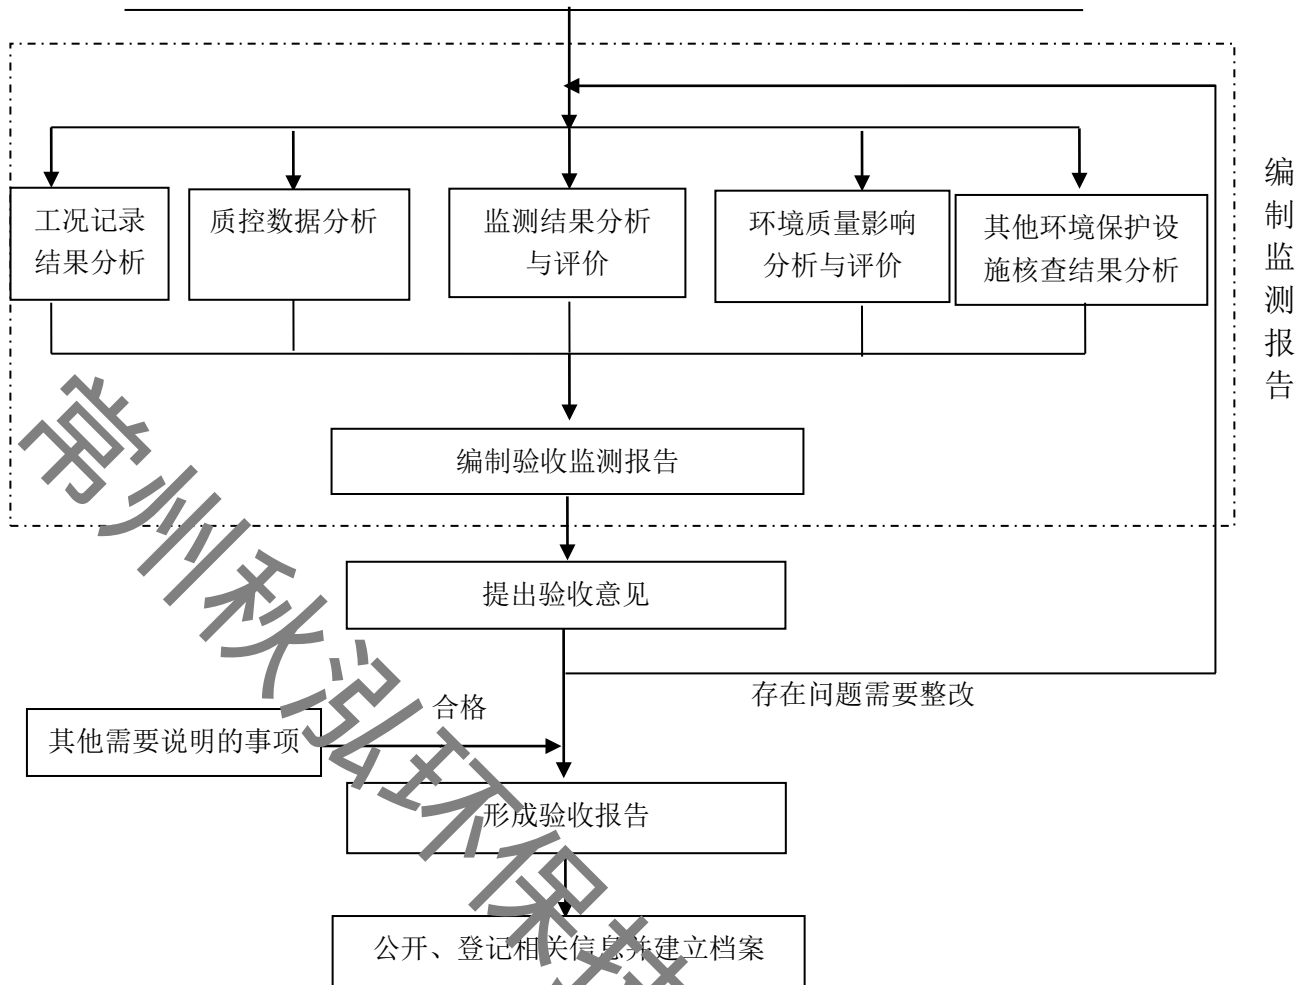 工况记录
结果分析
质控数据分析
监测结果分析
与评价
环境质量影响
分析与评价
其他环境保护设
施核查结果分析
编制监测报告
编制验收监测报告
提出验收意见
存在问题需要整改
合格
其他需要说明的事项
形成验收报告
公开、登记相关信息并建立档案
常州秋泓环保技